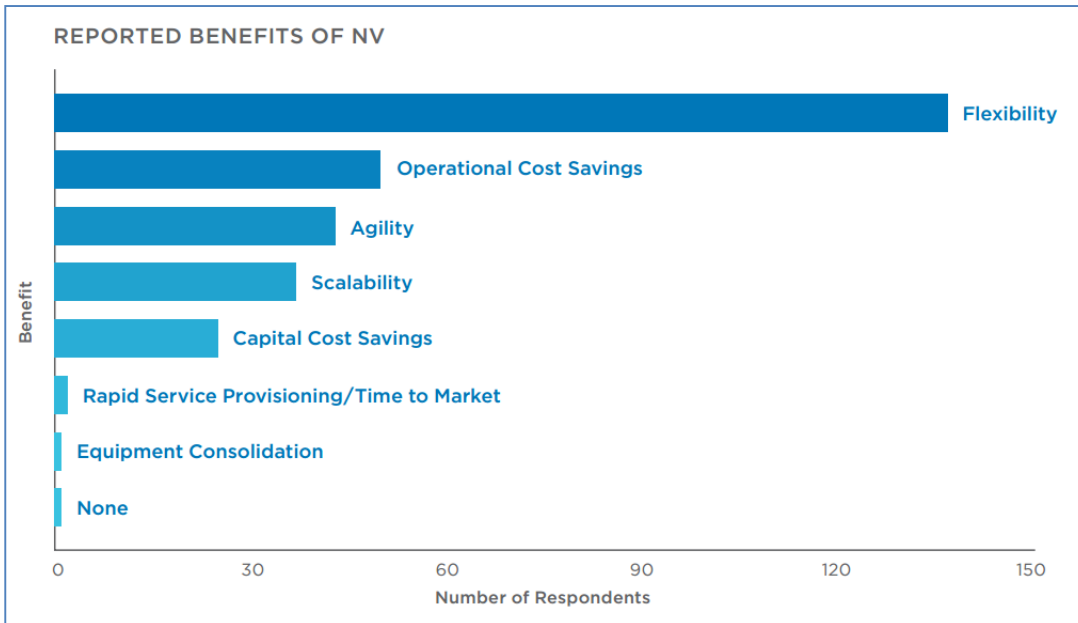 REPORTED BENEFITS OF NV
Flexibility
Operational Cost Savings
Agility
Scalability
Capital Cost Savings
Rapid Service Provisioning/Time to Market
Equipment Consolidation
None
Benefit
0 30 60 90 120 150
Number of Respondents